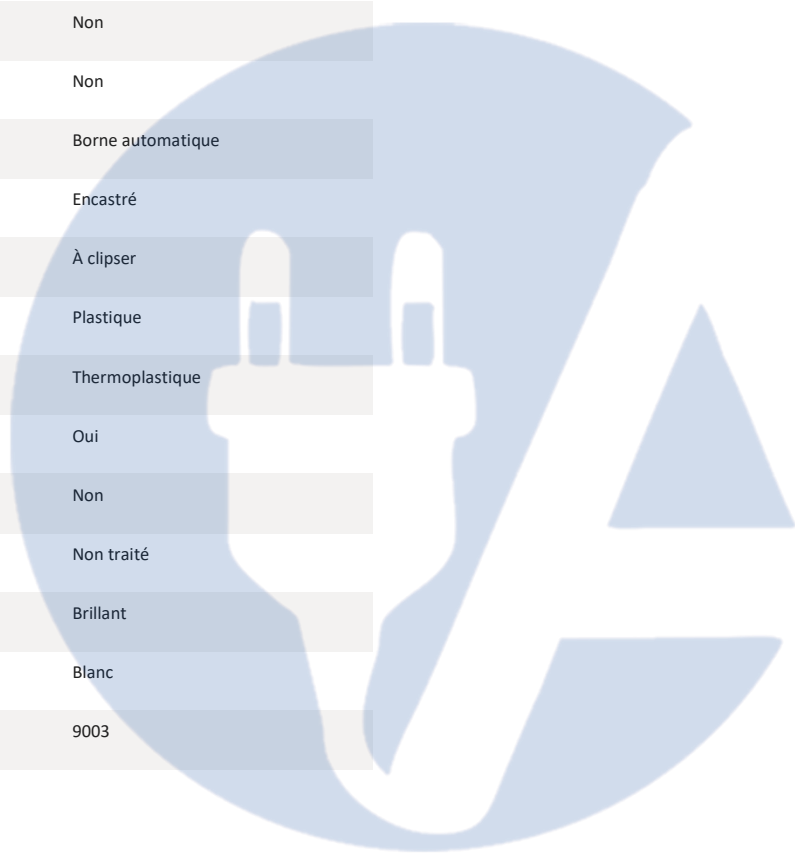 Non
Non
Borne automatique
Encastré
À clipser
Plastique
Thermoplastique
Oui
Non
Non traité
Brillant
Blanc
9003